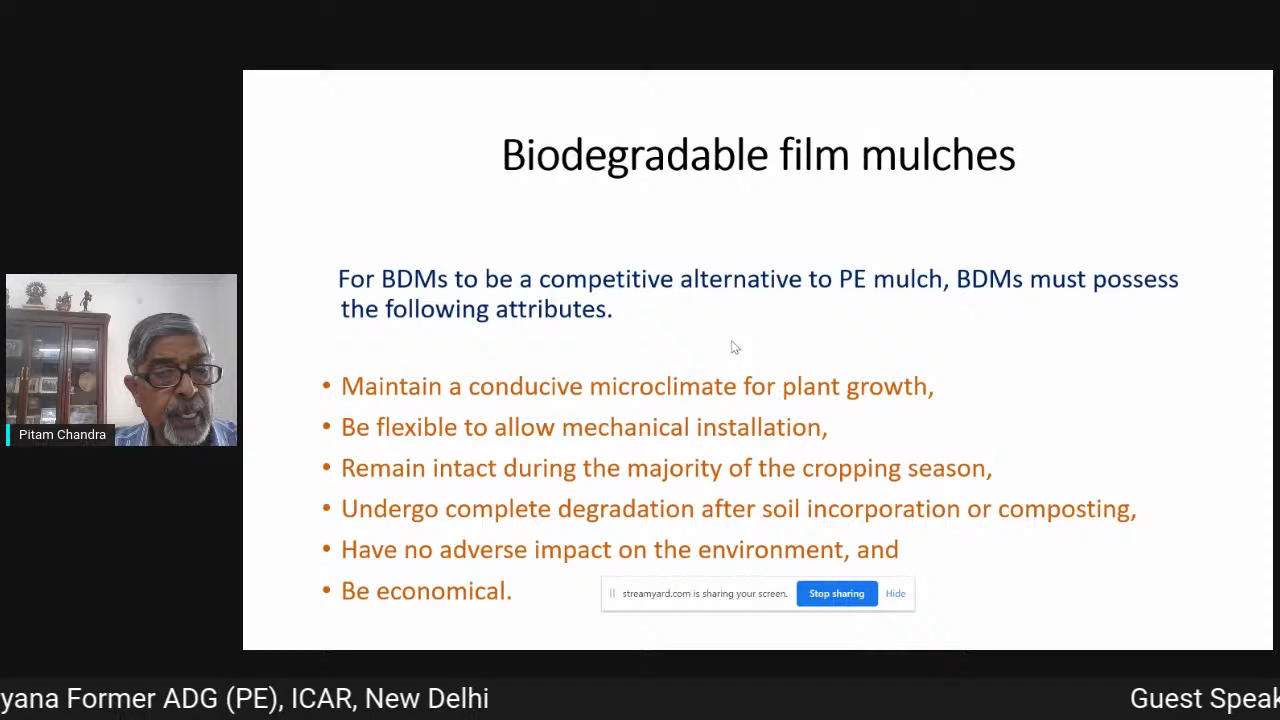 Biodegradable film mulches
For BDMs to be a competitive alternative to PE mulch, BDMs must possess
the following attributes.
• Maintain a conducive microclimate for plant growth,
• Be flexible to allow mechanical installation,
• Remain intact during the majority of the cropping season,
• Undergo complete degradation after soil incorporation or composting,
• Have no adverse impact on the environment, and
• Be economical.
streamyard.com is sharing your screen. Stop sharing Hide
Pitam Chandra
yana Former ADG (PE), ICAR, New Delhi Guest Speak